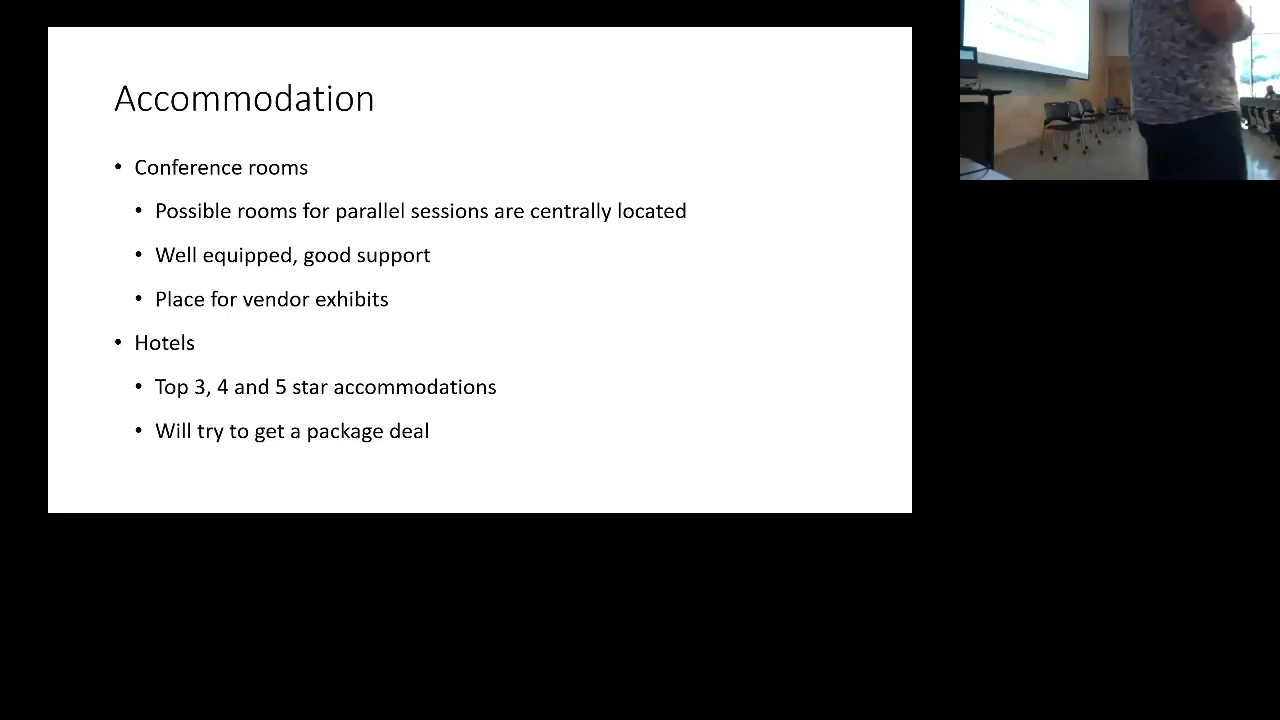 Accommodation
• Conference rooms
• Possible rooms for parallel sessions are centrally located
• Well equipped, good support
• Place for vendor exhibits
• Hotels
• Top 3, 4 and 5 star accommodations
• Will try to get a package deal